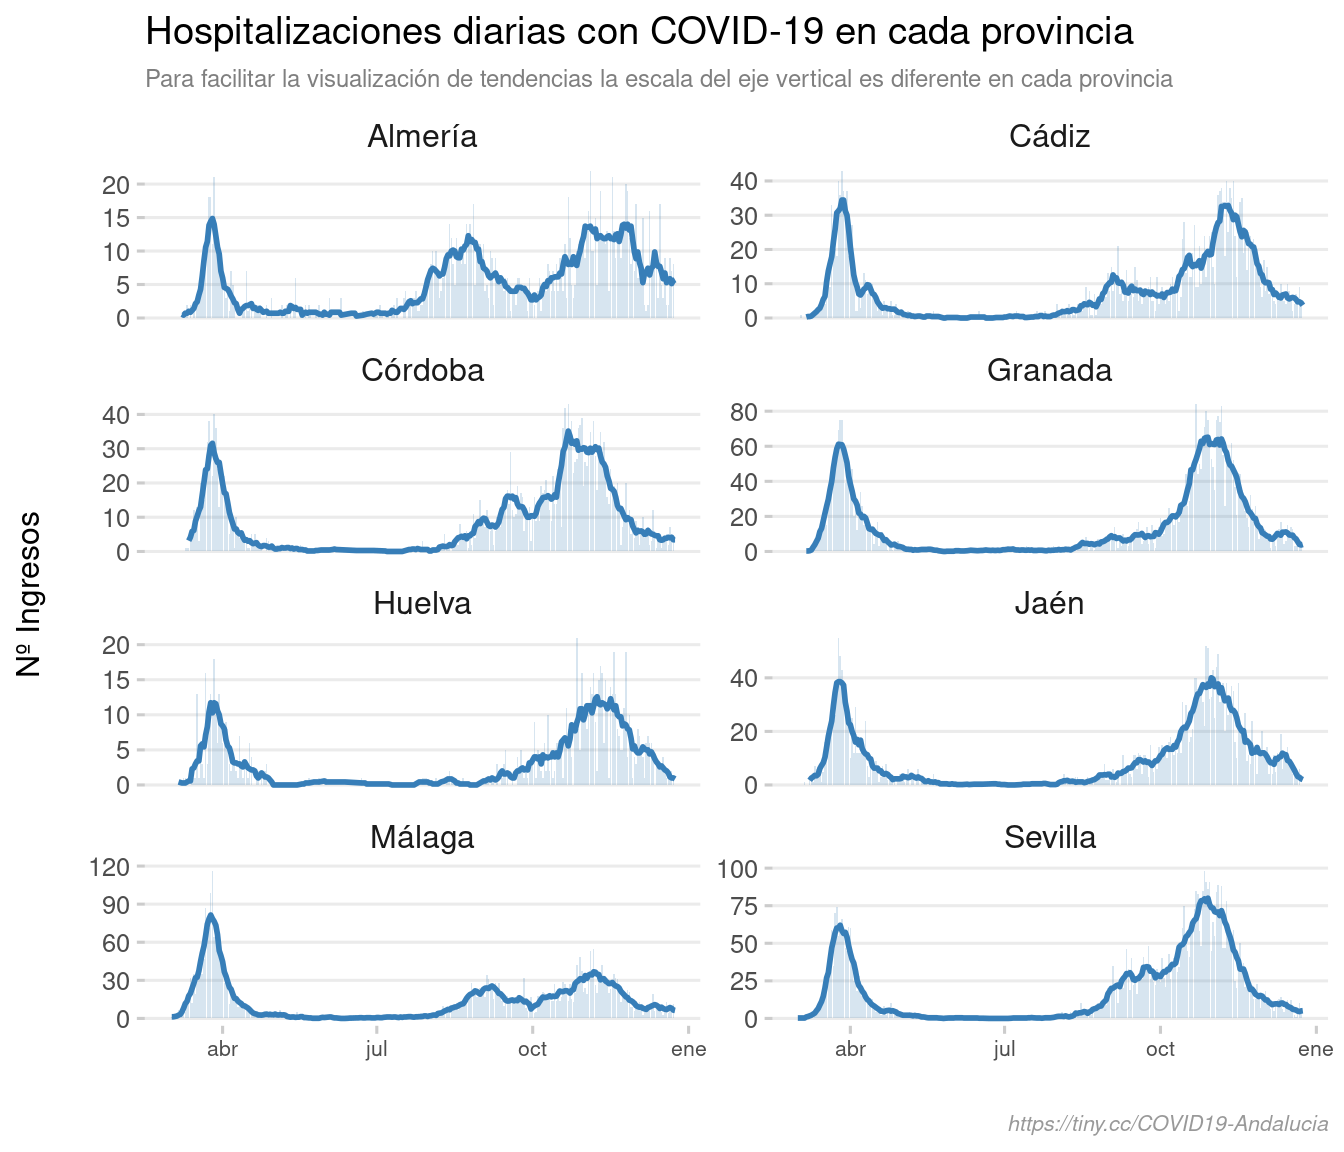 Hospitalizaciones diarias con COVID-19 en cada provincia
Para facilitar la visualización de tendencias la escala del eje vertical es diferente en cada provincia
Nº Ingresos
Almería
20
15
10
5
0
Cádiz
40
30
20
10
0
Córdoba
40
30
20
10
0
Granada
80
60
40
20
0
Huelva
20
15
10
5
0
Jaén
40
20
0
Málaga
120
90
60
30
0
abr jul oct ene
Sevilla
100
75
50
25
0
abr jul oct ene
https://tiny.cc/COVID19-Andalucia